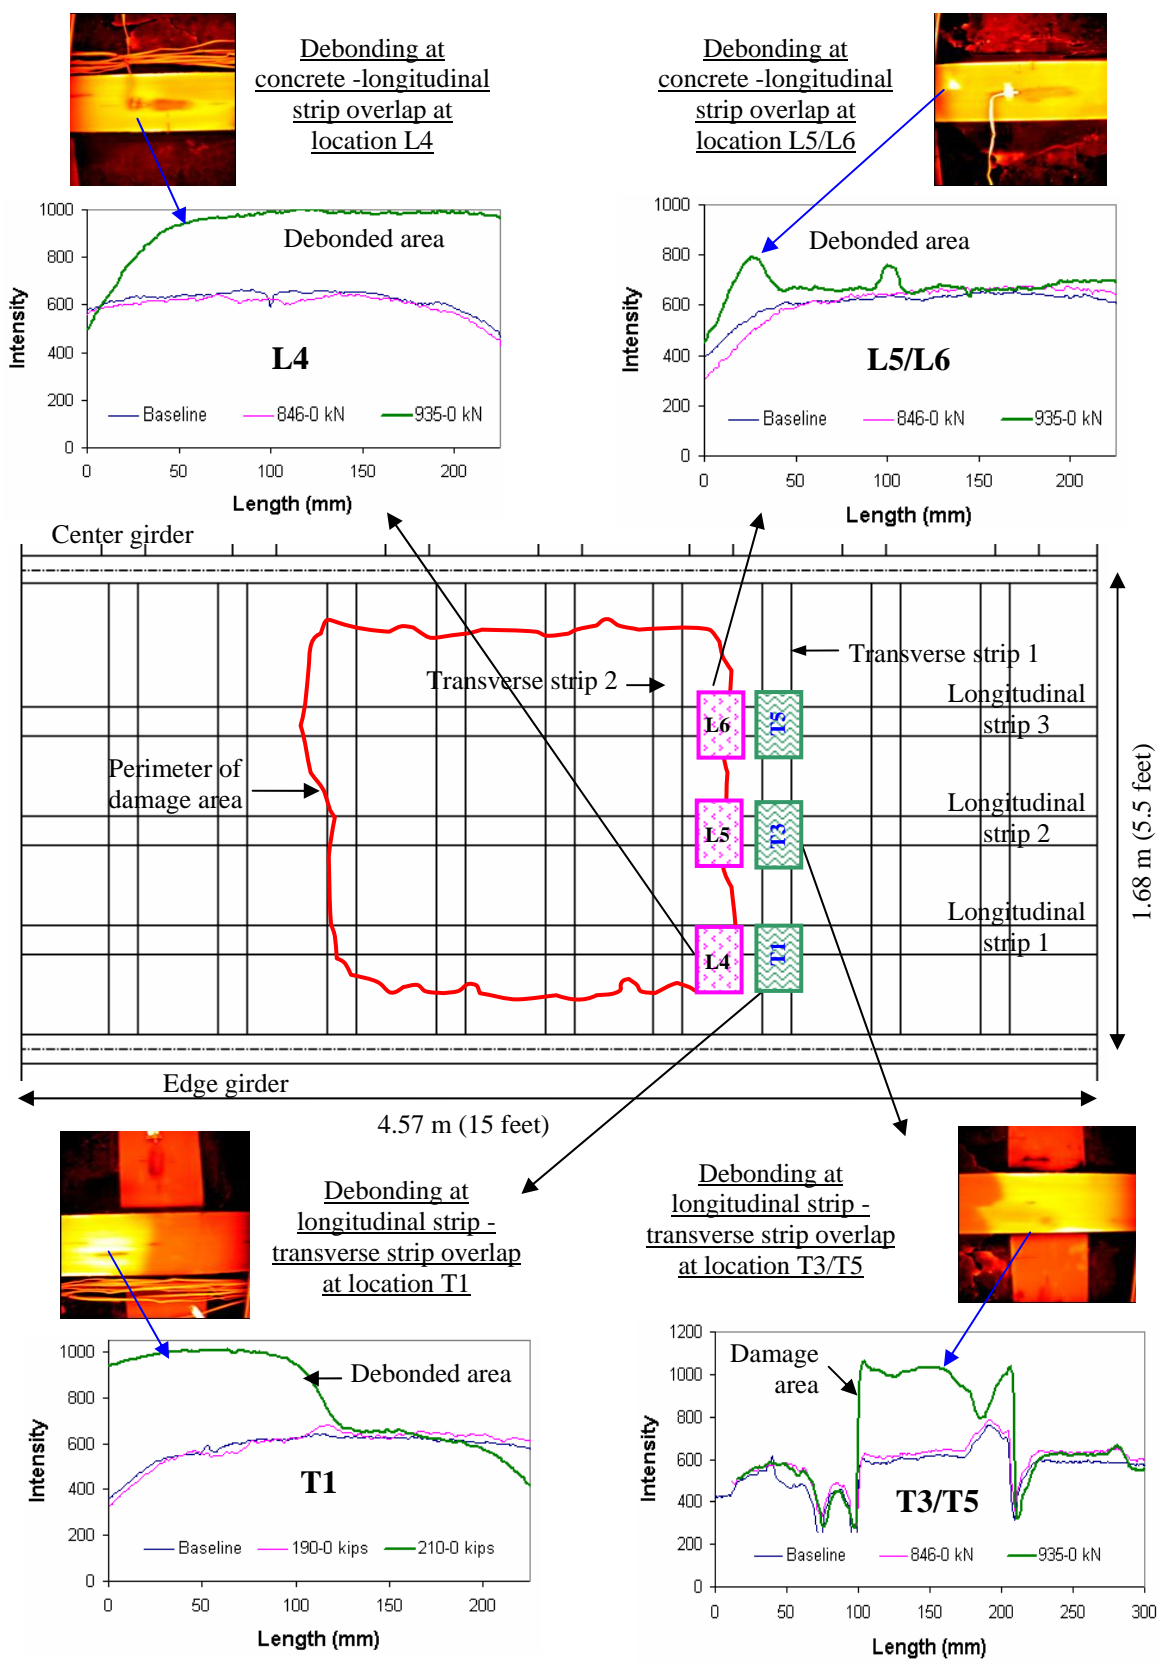 Debonding at
concrete -longitudinal
strip overlap at
location L4
Debonding at
concrete -longitudinal
strip overlap at
location L5/L6
1000
800
600
400
200
0
Intensity
Debonded area
L4
Baseline
846-0 kN
935-0 kN
0
50
100
150
200
Length (mm)
1000
800
600
400
200
0
Intensity
Debonded area
L5/L6
Baseline
846-0 kN
935-0 kN
0
50
100
150
200
Length (mm)
Center girder
Transverse strip 1
Transverse strip 2
Longitudinal
strip 3
L6
T5
Perimeter of
damage area
Longitudinal
strip 2
L5
T3
Longitudinal
strip 1
L4
T1
1.68 m (5.5 feet)
Edge girder
4.57 m (15 feet)
Debonding at
longitudinal strip -
transverse strip overlap
at location T1
Debonding at
longitudinal strip -
transverse strip overlap
at location T3/T5
1000
800
600
400
200
0
Intensity
Debonded area
T1
Baseline
190-0 kips
210-0 kips
0
50
100
150
200
Length (mm)
1200
1000
800
600
400
200
0
Intensity
Damage
area
T3/T5
Baseline
846-0 kN
935-0 kN
0
50
100
150
200
250
300
Length (mm)